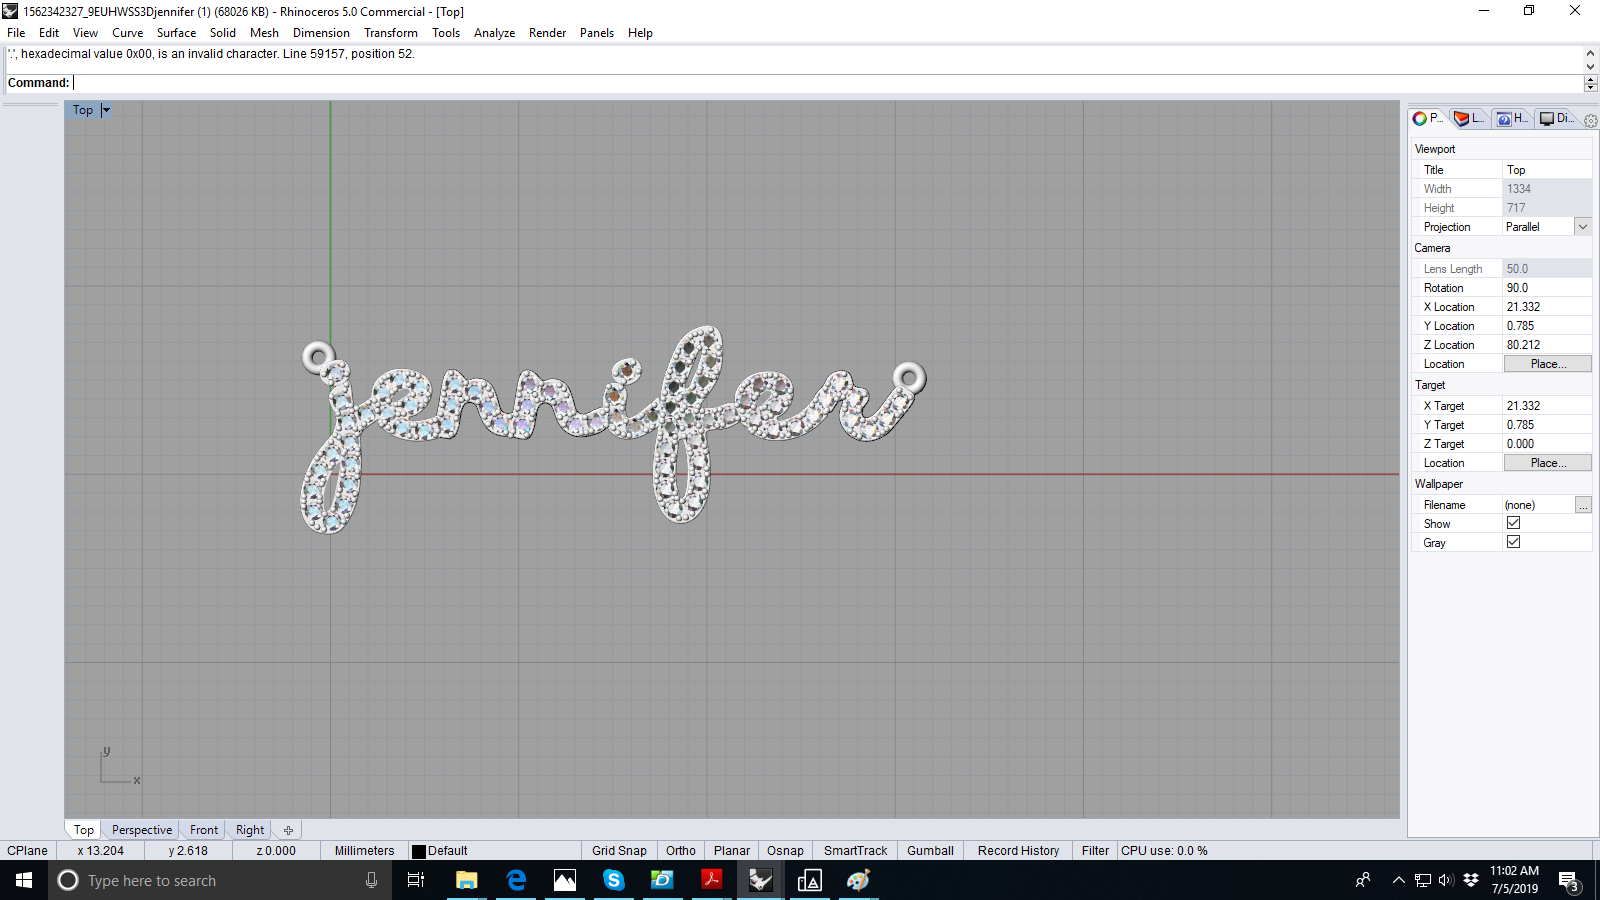 1562342327_9EUHWSS3Djennifer (1) (68026 KB) - Rhinoceros 5.0 Commercial - [Top]
File Edit View Curve Surface Solid Mesh Dimension Transform Tools Analyze Render Panels Help
'.', hexadecimal value 0x00, is an invalid character. Line 59157, position 52.
Command:
Top
P... L... H... Di...
Viewport
Title Top
Width 1334
Height 717
Projection Parallel
Camera
Lens Length 50.0
Rotation 90.0
X Location 21.332
Y Location 0.785
Z Location 80.212
Location Place...
Target
X Target 21.332
Y Target 0.785
Z Target 0.000
Location Place...
Wallpaper
Filename (none) ...
Show
Gray
jennifer
y
x
Top Perspective Front Right
CPlane x 13.204 y 2.618 z 0.000 Millimeters Default Grid Snap Ortho Planar Osnap SmartTrack Gumball Record History Filter CPU use: 0.0 %
Type here to search
11:02 AM
7/5/2019
3